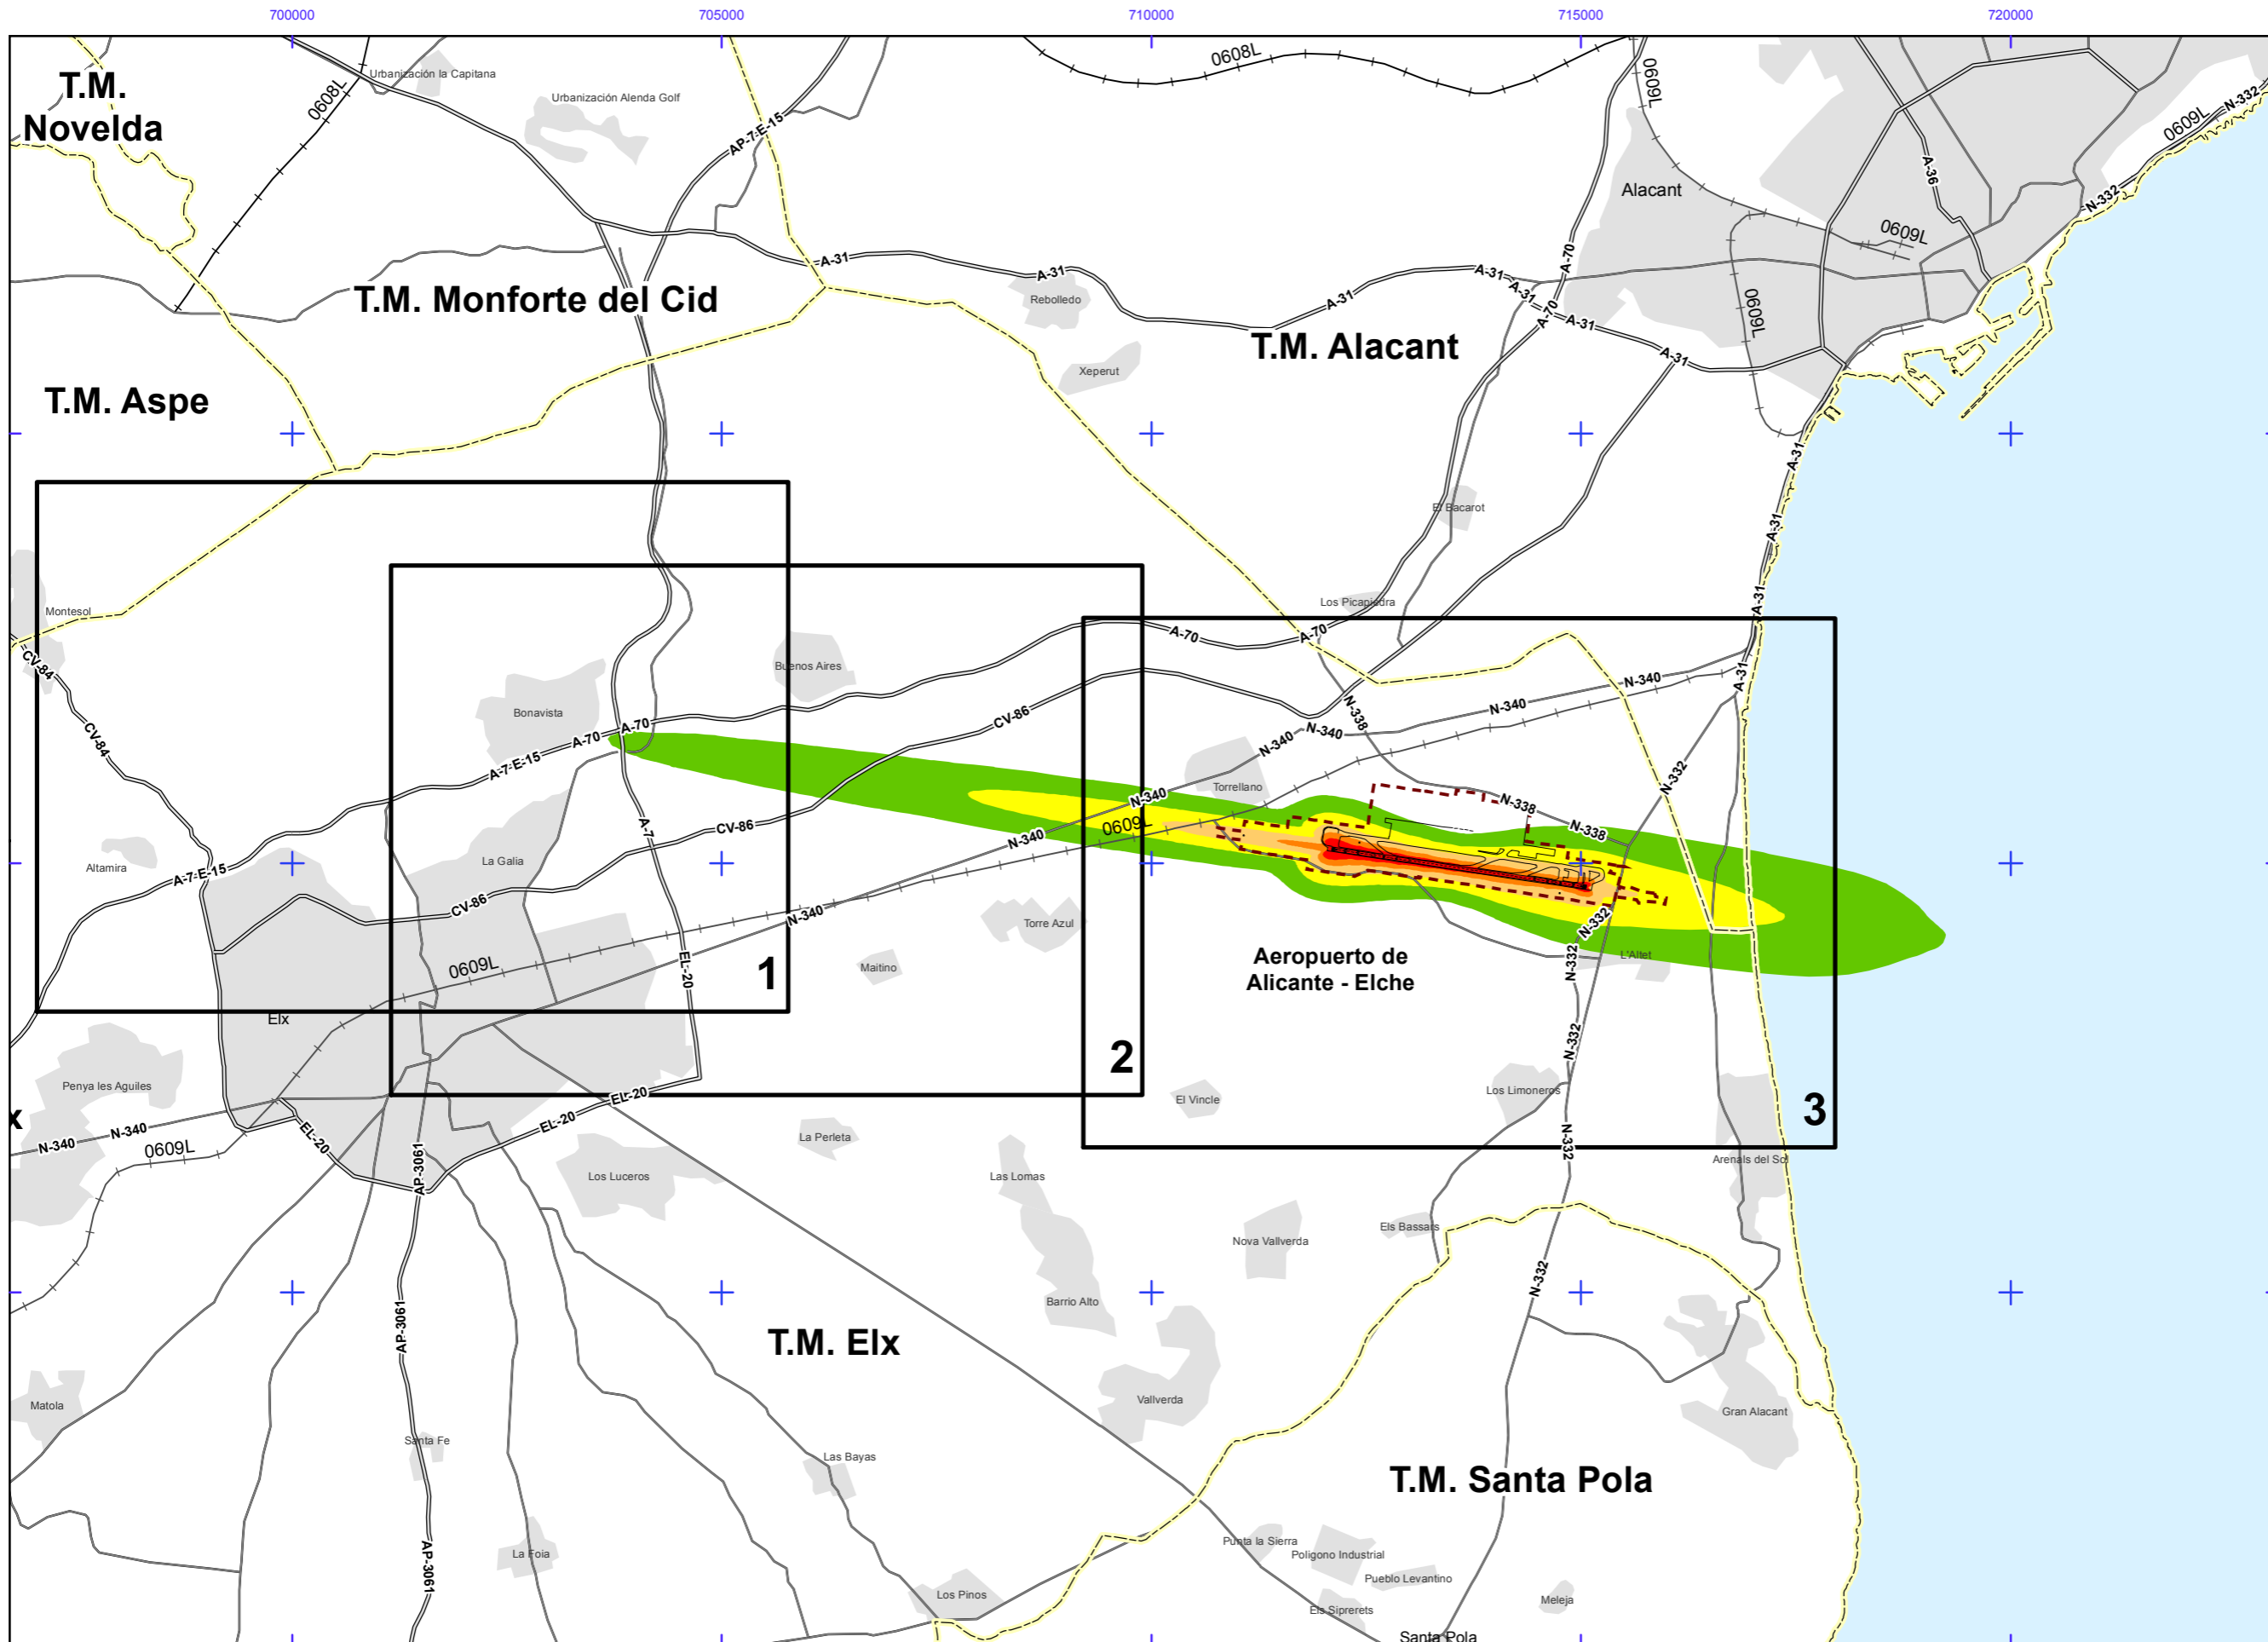 700000
705000
710000
715000
720000
T.M.
Novelda
Urbanización la Capitana
0608L
Urbanización Alenda Golf
AP-7-E-15
0608L
0609L
0609L
N-332
A-36
N-332
Alacant
0609L
A-70
A-31
A-31
A-31
A-31
A-31
A-31
A-70
A-31
0609L
T.M. Monforte del Cid
Rebolledo
T.M. Alacant
Xeperut
T.M. Aspe
A-31
El Bacarot
A-31
Montesol
Los Picapiedra
A-31
A-70
A-70
CV-84
Buenos Aires
A-31
N-340
Bonavista
A-70
A-70
CV-86
N-338
N-340
N-340
N-340
CV-84
A-7-E-15
N-332
Torrellano
N-340
N-338
N-338
A-7
CV-86
N-340
0609L
La Galia
Altamira
A-7-E-15
CV-86
N-340
Torre Azul
N-332
N-332
L'Altet
0609L
EL-20
Maitino
Aeropuerto de
Alicante - Elche
1
Elx
N-332
2
Penya les Aguiles
EL-20
El Vincle
Los Limoneros
3
x
N-340
N-340
EL-20
EL-20
La Perleta
0609L
AP-3061
N-332
Arenals del Sol
Los Luceros
Las Lomas
Els Bassars
Nova Vallverda
N-332
Barrio Alto
AP-3061
T.M. Elx
Matola
Vallverda
Gran Alacant
Santa Fe
Las Bayas
T.M. Santa Pola
Punta la Sierra
La Foia
Poligono Industrial
AP-3061
Pueblo Levantino
Los Pinos
Meleja
Els Siprerets
Santa Pola